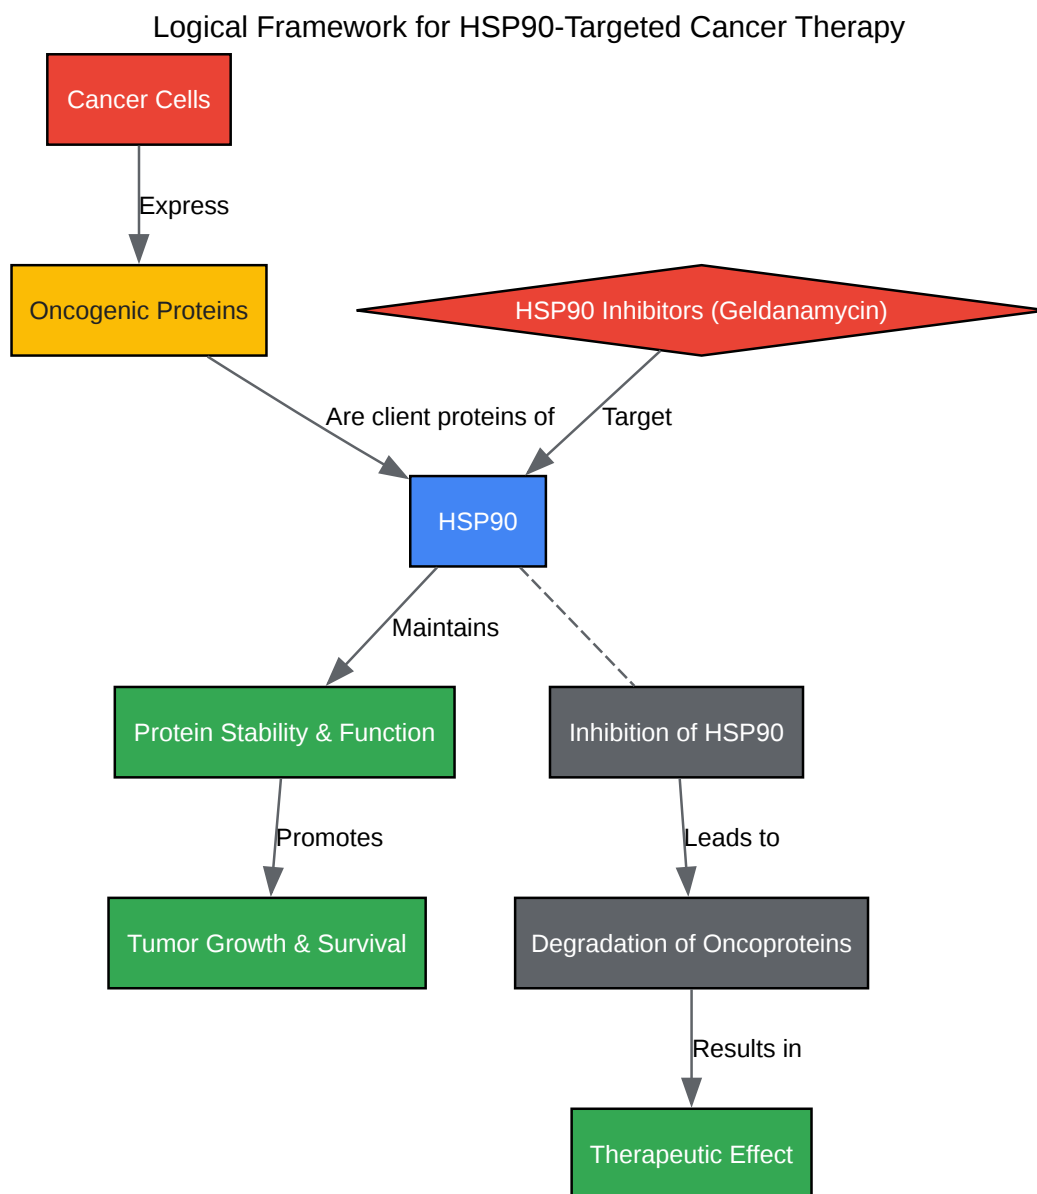 Logical Framework for HSP90-Targeted Cancer Therapy
Cancer Cells
Express
Oncogenic Proteins
HSP90 Inhibitors (Geldanamycin)
Are client proteins of
Target
HSP90
Maintains
Protein Stability & Function
Inhibition of HSP90
Promotes
Leads to
Tumor Growth & Survival
Degradation of Oncoproteins
Results in
Therapeutic Effect